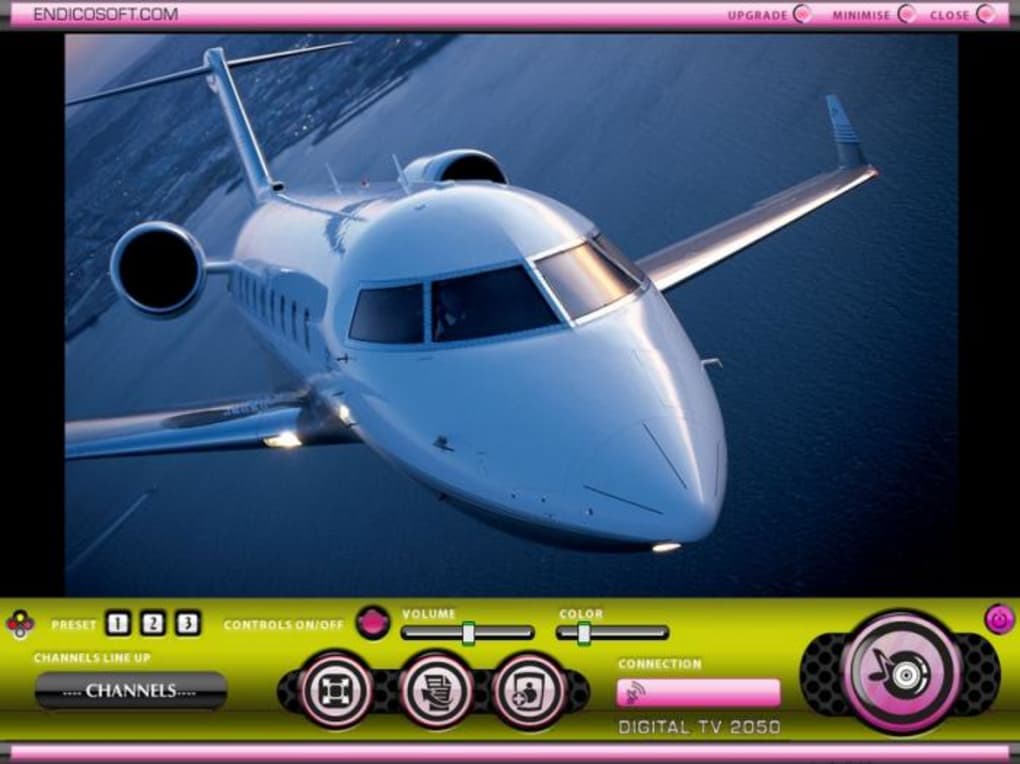 ENDICOSOFT.COM
UPGRADE
MINIMISE
CLOSE
PRESET 1 2 3
CONTROLS ON/OFF
VOLUME
COLOR
CHANNELS LINE UP
---- CHANNELS----
CONNECTION
DIGITAL TV 2050